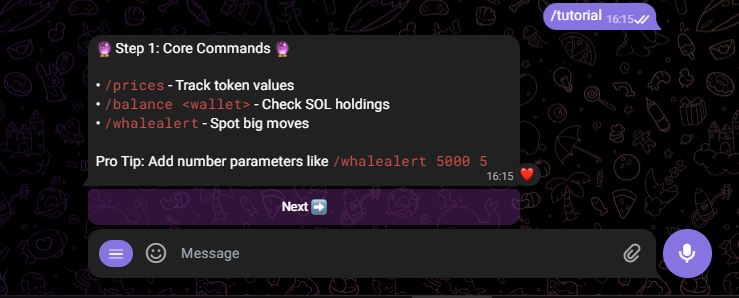 /tutorial 16:15
🔮 Step 1: Core Commands 🔮
• /prices - Track token values
• /balance <wallet> - Check SOL holdings
• /whalealert - Spot big moves
Pro Tip: Add number parameters like /whalealert 5000 5
16:15
Next ➡️
Message